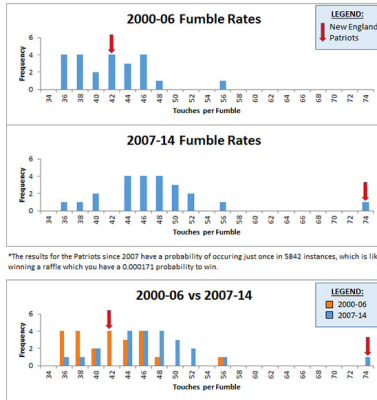 2000-06 Fumble Rates
LEGEND:
New England
Patriots
Frequency
6
4
2
0
34 36 38 40 42 44 46 48 50 52 54 56 58 60 62 64 66 68 70 72 74
Touches per Fumble
2007-14 Fumble Rates
Frequency
6
4
2
0
34 36 38 40 42 44 46 48 50 52 54 56 58 60 62 64 66 68 70 72 74
Touches per Fumble
*The results for the Patriots since 2007 have a probability of occuring just once in 5842 instances, which is lik
winning a raffle which you have a 0.000171 probability to win.
2000-06 vs 2007-14
LEGEND:
2000-06
2007-14
Frequency
6
4
2
0
34 36 38 40 42 44 46 48 50 52 54 56 58 60 62 64 66 68 70 72 74
Touches per Fumble